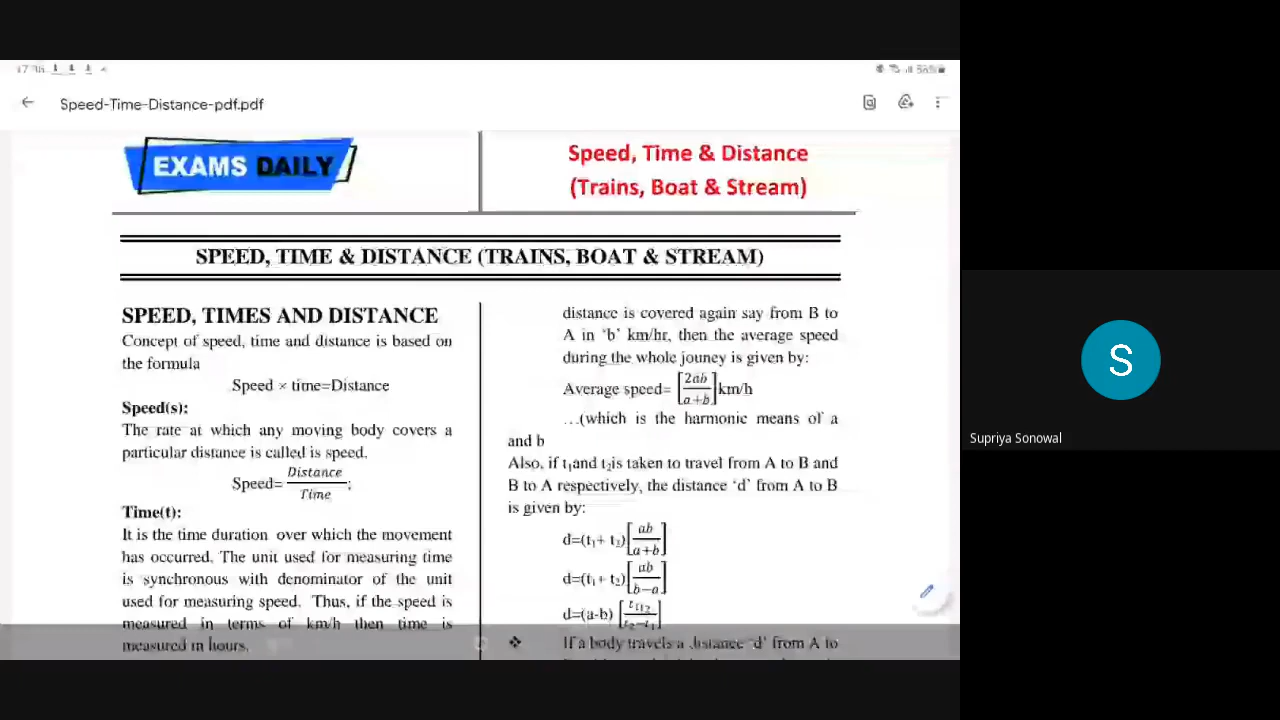 Speed-Time-Distance-pdf.pdf
EXAMS DAILY
Speed, Time & Distance
(Trains, Boat & Stream)
SPEED, TIME & DISTANCE (TRAINS, BOAT & STREAM)
SPEED, TIMES AND DISTANCE
Concept of speed, time and distance is based on
the formula
Speed × time=Distance
Speed(s):
The rate at which any moving body covers a
particular distance is called is speed.
Speed= Distance/Time;
Time(t):
It is the time duration over which the movement
has occurred. The unit used for measuring time
is synchronous with denominator of the unit
used for measuring speed. Thus, if the speed is
measured in terms of km/h then time is
measured in hours.
distance is covered again say from B to
A in ‘b’ km/hr, then the average speed
during the whole jouney is given by:
Average speed= [2ab/a+b] km/h
…(which is the harmonic means of a
and b
Also, if t₁and t₂is taken to travel from A to B and
B to A respectively, the distance ‘d’ from A to B
is given by:
d=(t₁+ t₂)[ab/a+b]
d=(t₁+ t₂)[ab/b−a]
d=(a-b) [t₁t₂/t₂−t₁]
❖ If a body travels a distance ‘d’ from A to
S
Supriya Sonowal